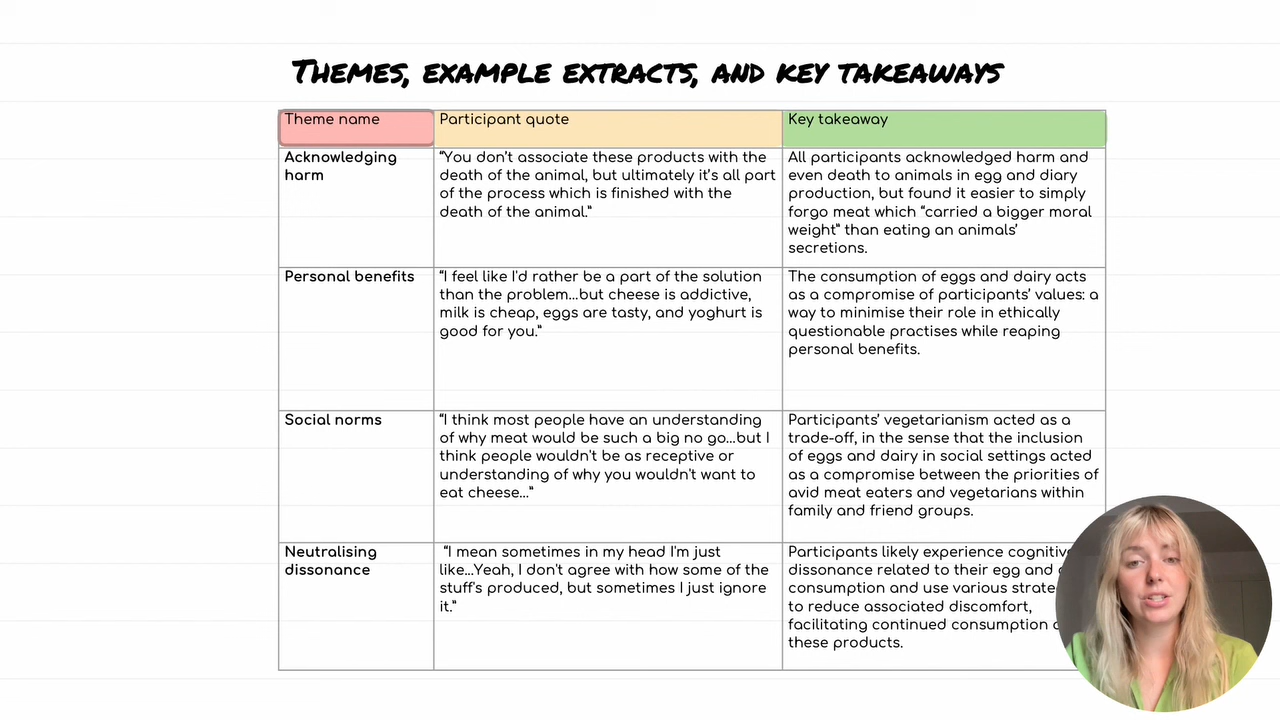 Themes, example extracts, and key takeaways
Theme name
Participant quote
Key takeaway
Acknowledging
harm
“You don’t associate these products with the
death of the animal, but ultimately it’s all part
of the process which is finished with the
death of the animal.”
All participants acknowledged harm and
even death to animals in egg and diary
production, but found it easier to simply
forgo meat which “carried a bigger moral
weight” than eating an animals’
secretions.
Personal benefits
“I feel like I'd rather be a part of the solution
than the problem...but cheese is addictive,
milk is cheap, eggs are tasty, and yoghurt is
good for you.”
The consumption of eggs and dairy acts
as a compromise of participants’ values: a
way to minimise their role in ethically
questionable practises while reaping
personal benefits.
Social norms
“I think most people have an understanding
of why meat would be such a big no go...but I
think people wouldn't be as receptive or
understanding of why you wouldn't want to
eat cheese...”
Participants’ vegetarianism acted as a
trade-off, in the sense that the inclusion
of eggs and dairy in social settings acted
as a compromise between the priorities of
avid meat eaters and vegetarians within
family and friend groups.
Neutralising
dissonance
“I mean sometimes in my head I'm just
like...Yeah, I don't agree with how some of the
stuff's produced, but sometimes I just ignore
it.”
Participants likely experience
dissonance related to their egg and
consumption and use various
to reduce associated discomfort,
facilitating continued consumption
these products.